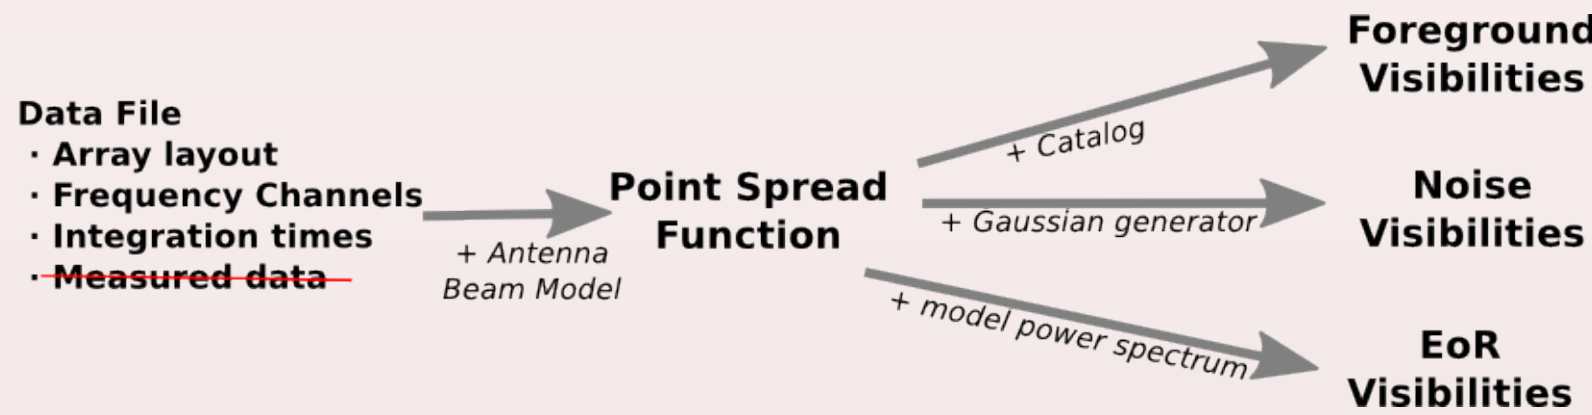 Data File
· Array layout
· Frequency Channels
· Integration times
· Measured data
+ Antenna
Beam Model
Point Spread
Function
+ Catalog
+ Gaussian generator
+ model power spectrum
Foreground
Visibilities
Noise
Visibilities
EoR
Visibilities